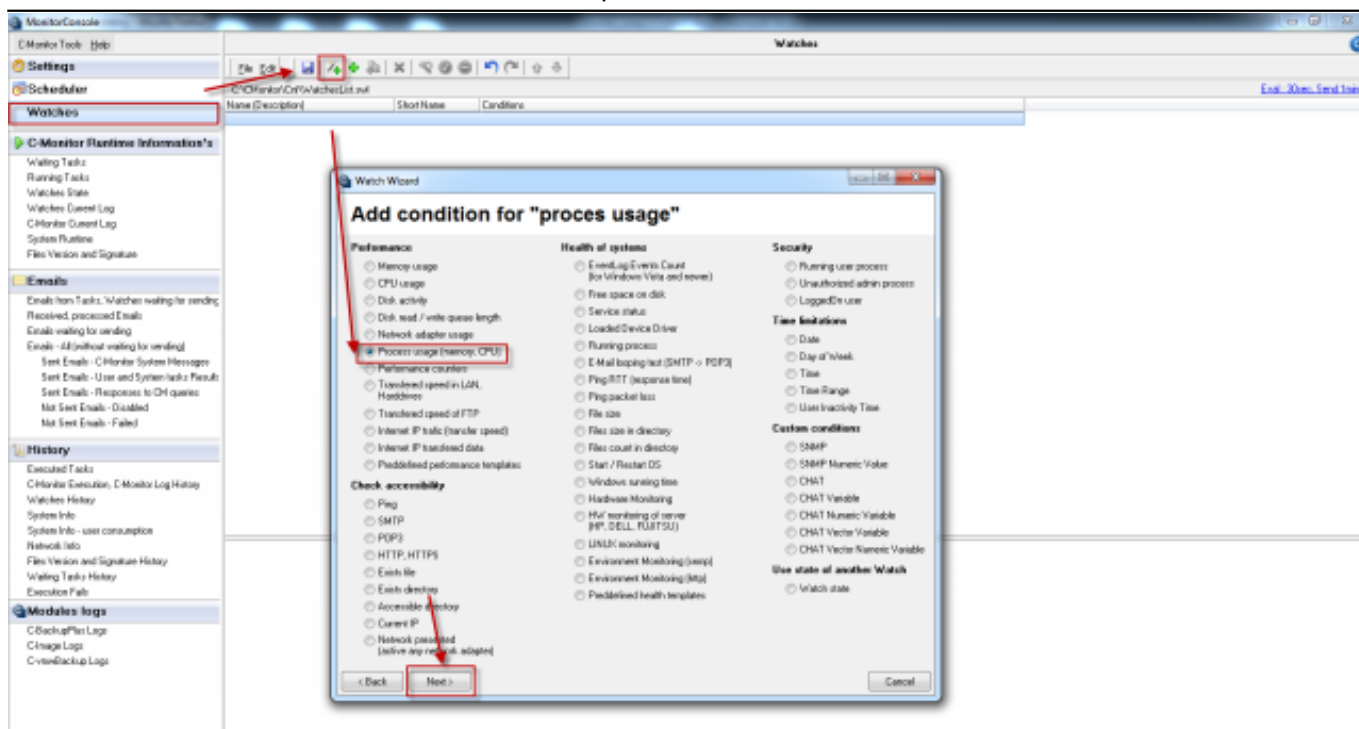 MonitorConsole
C-Monitor Tools Help
Watches
Settings
File Edit
Scheduler
C:\CMonitor\Cnf\WatchesList.swl
Watches
Name (Description) Short Name Conditions
C-Monitor Runtime Information's
Waiting Tasks
Running Tasks
Watches State
Watches Current Log
C-Monitor Current Log
System Runtime
Files Version and Signature
Emails
Emails from Tasks, Watches waiting for sending
Received, processed Emails
Emails waiting for sending
Emails - All (without waiting for sending)
Sent Emails - C-Monitor System Messages
Sent Emails - User and System tasks Result
Sent Emails - Responses to CM queries
Not Sent Emails - Disabled
Not Sent Emails - Failed
History
Executed Tasks
C-Monitor Execution, C-Monitor Log History
Watches History
System Info
System Info - user consumption
Network Info
Files Version and Signature History
Waiting Tasks History
Execution Fails
Modules logs
C-BackupPlus Logs
C-Image Logs
C-vmwBackup Logs
Watch Wizard
Add condition for "proces usage"
Performance
Memory usage
CPU usage
Disk activity
Disk read / write queue length
Network adapter usage
Process usage (memory, CPU)
Performance counters
Transfered speed in LAN,
Harddrives
Transfered speed of FTP
Internet IP trafic (transfer speed)
Internet IP transfered data
Preddefined performance templates
Check accessibility
Ping
SMTP
POP3
HTTP, HTTPS
Exists file
Exists directory
Accessible directory
Current IP
Network
(active any network adapter)
Health of systems
EventLog Events Count
(for Windows Vista and newer)
Free space on disk
Service status
Loaded Device Driver
Running process
E-Mail looping test (SMTP -> POP3)
Ping RTT (response time)
Ping packet loss
File size
Files size in directory
Files count in directory
Start / Restart OS
Windows running time
Hardware Monitoring
HW monitoring of server
(HP, DELL, FUJITSU)
LINUX monitoring
Environment Monitoring (snmp)
Environment Monitoring (http)
Preddefined health templates
Security
Running user process
Unauthorized admin process
LoggedOn user
Time limitations
Date
Day of Week
Time
Time Range
User Inactivity Time
Custom conditions
SNMP
SNMP Numeric Value
CHAT
CHAT Variable
CHAT Numeric Variable
CHAT Vector Variable
CHAT Vector Numeric Variable
Use state of another Watch
Watch state
< Back Next > Cancel